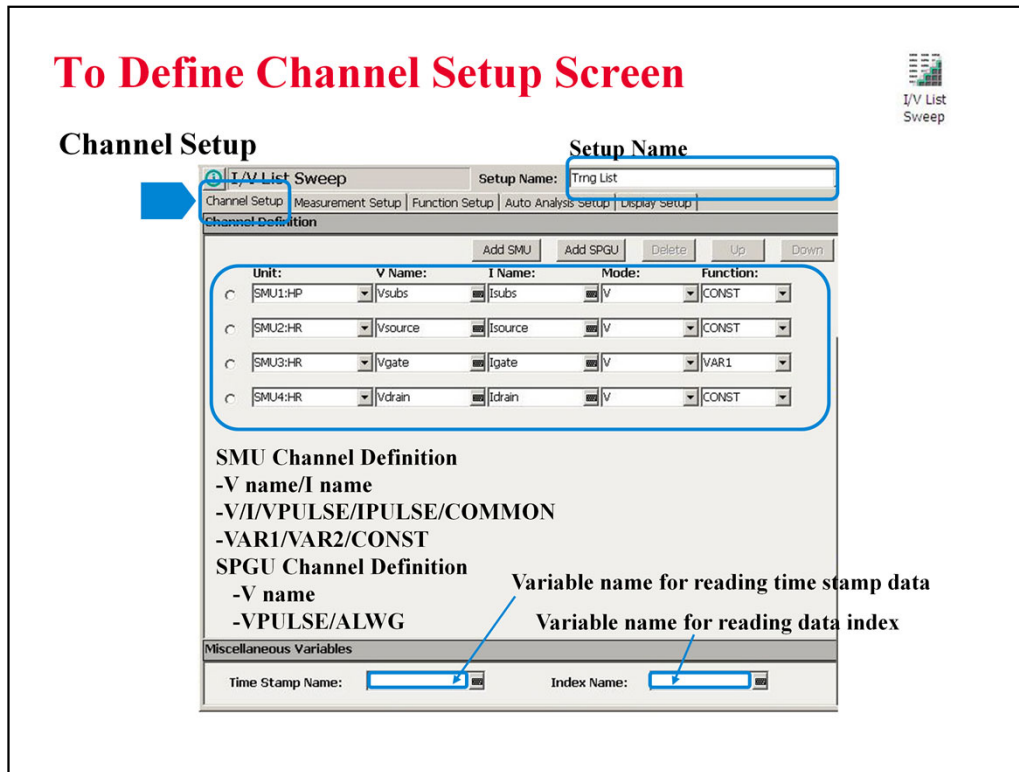 To Define Channel Setup Screen
I/V List
Sweep
Channel Setup
Setup Name
I/V List Sweep
Setup Name: Trng List
Channel Setup Measurement Setup Function Setup Auto Analysis Setup Display Setup
Channel Definition
Add SMU Add SPGU Delete Up Down
Unit: V Name: I Name: Mode: Function:
SMU1:HP Vsubs Isubs V CONST
SMU2:HR Vsource Isource V CONST
SMU3:HR Vgate Igate V VAR1
SMU4:HR Vdrain Idrain V CONST
SMU Channel Definition
-V name/I name
-V/I/VPULSE/IPULSE/COMMON
-VAR1/VAR2/CONST
SPGU Channel Definition
-V name
-VPULSE/ALWG
Variable name for reading time stamp data
Variable name for reading data index
Miscellaneous Variables
Time Stamp Name: Index Name: